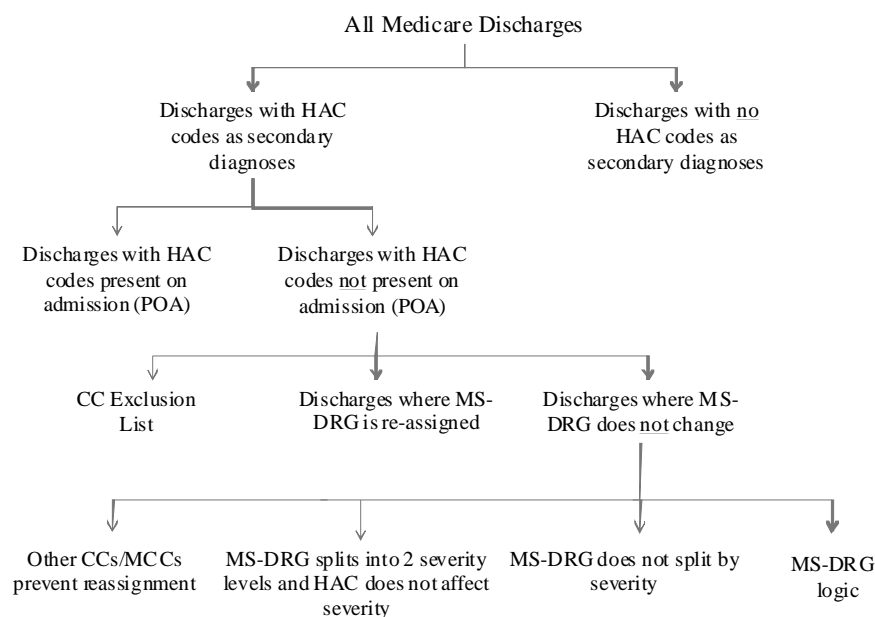 All Medicare Discharges
Discharges with HAC
codes as secondary
diagnoses
Discharges with no
HAC codes as
secondary diagnoses
Discharges with HAC
codes present on
admission (POA)
Discharges with HAC
codes not present on
admission (POA)
CC Exclusion
List
Discharges where MS-
DRG is re-assigned
Discharges where MS-
DRG does not change
Other CCs/MCCs
prevent reassignment
MS-DRG splits into 2 severity
levels and HAC does not affect
severity
MS-DRG does not split by
severity
MS-DRG
logic